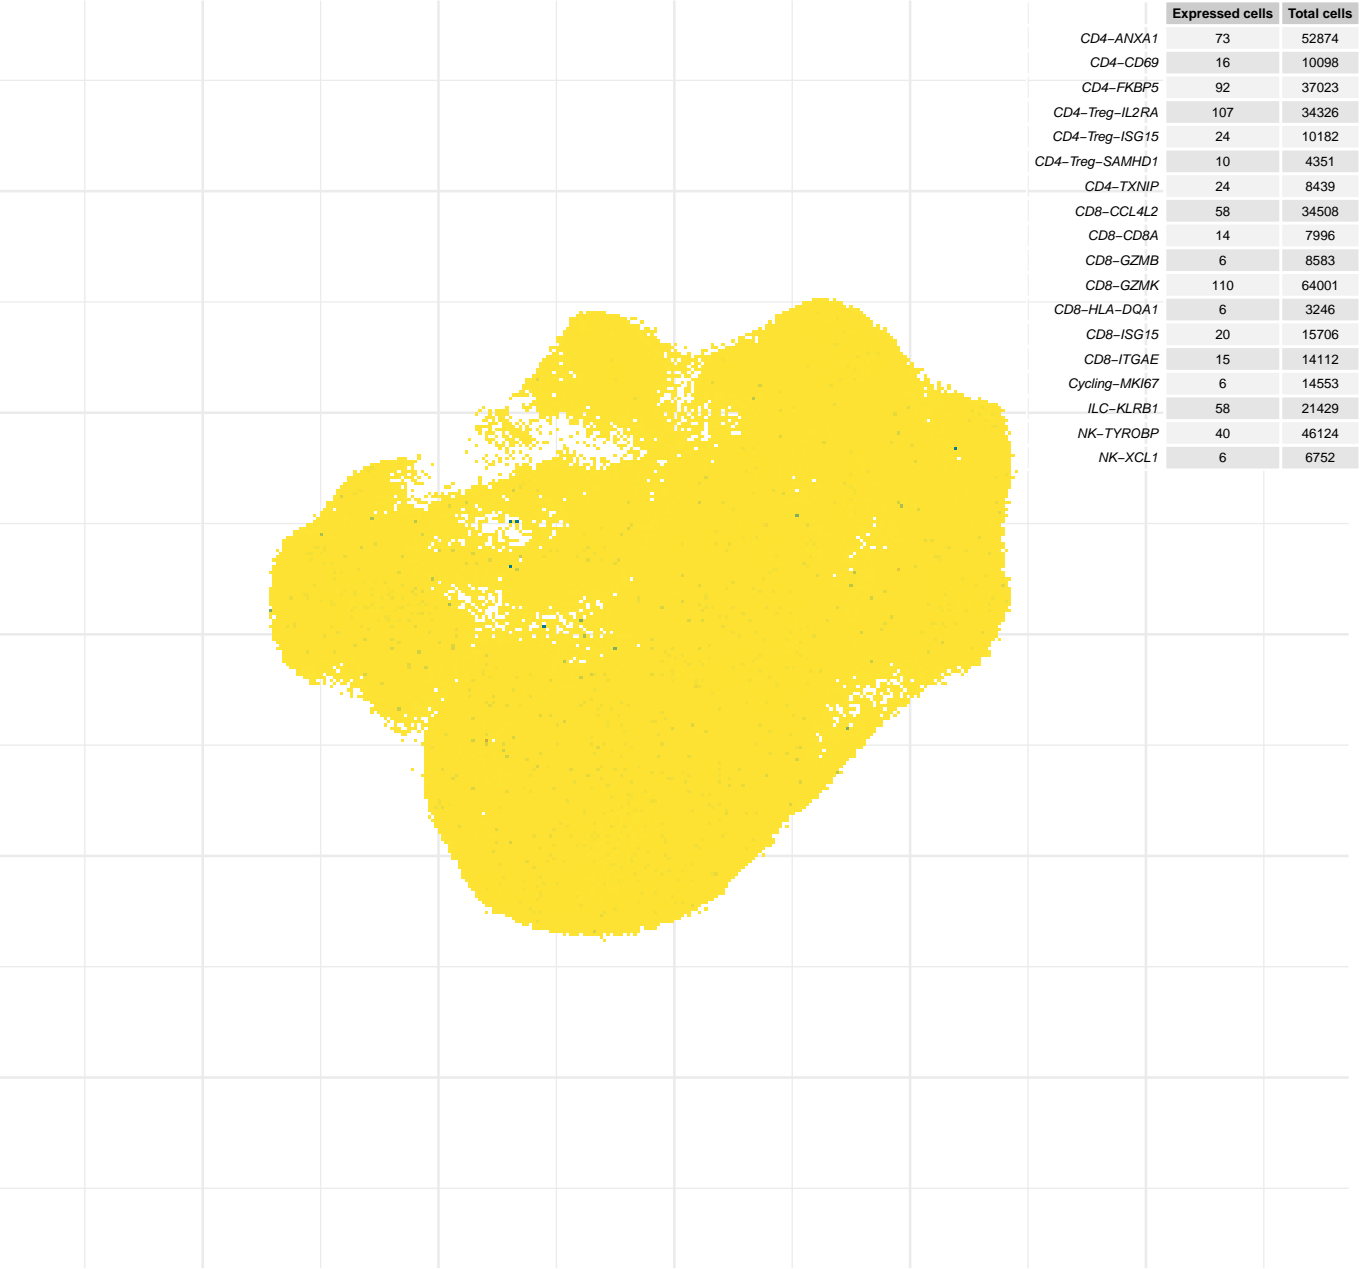 Expressed cells Total cells
CD4−ANXA1 73 52874
CD4−CD69 16 10098
CD4−FKBP5 92 37023
CD4−Treg−IL2RA 107 34326
CD4−Treg−ISG15 24 10182
CD4−Treg−SAMHD1 10 4351
CD4−TXNIP 24 8439
CD8−CCL4L2 58 34508
CD8−CD8A 14 7996
CD8−GZMB 6 8583
CD8−GZMK 110 64001
CD8−HLA−DQA1 6 3246
CD8−ISG15 20 15706
CD8−ITGAE 15 14112
Cycling−MKI67 6 14553
ILC−KLRB1 58 21429
NK−TYROBP 40 46124
NK−XCL1 6 6752